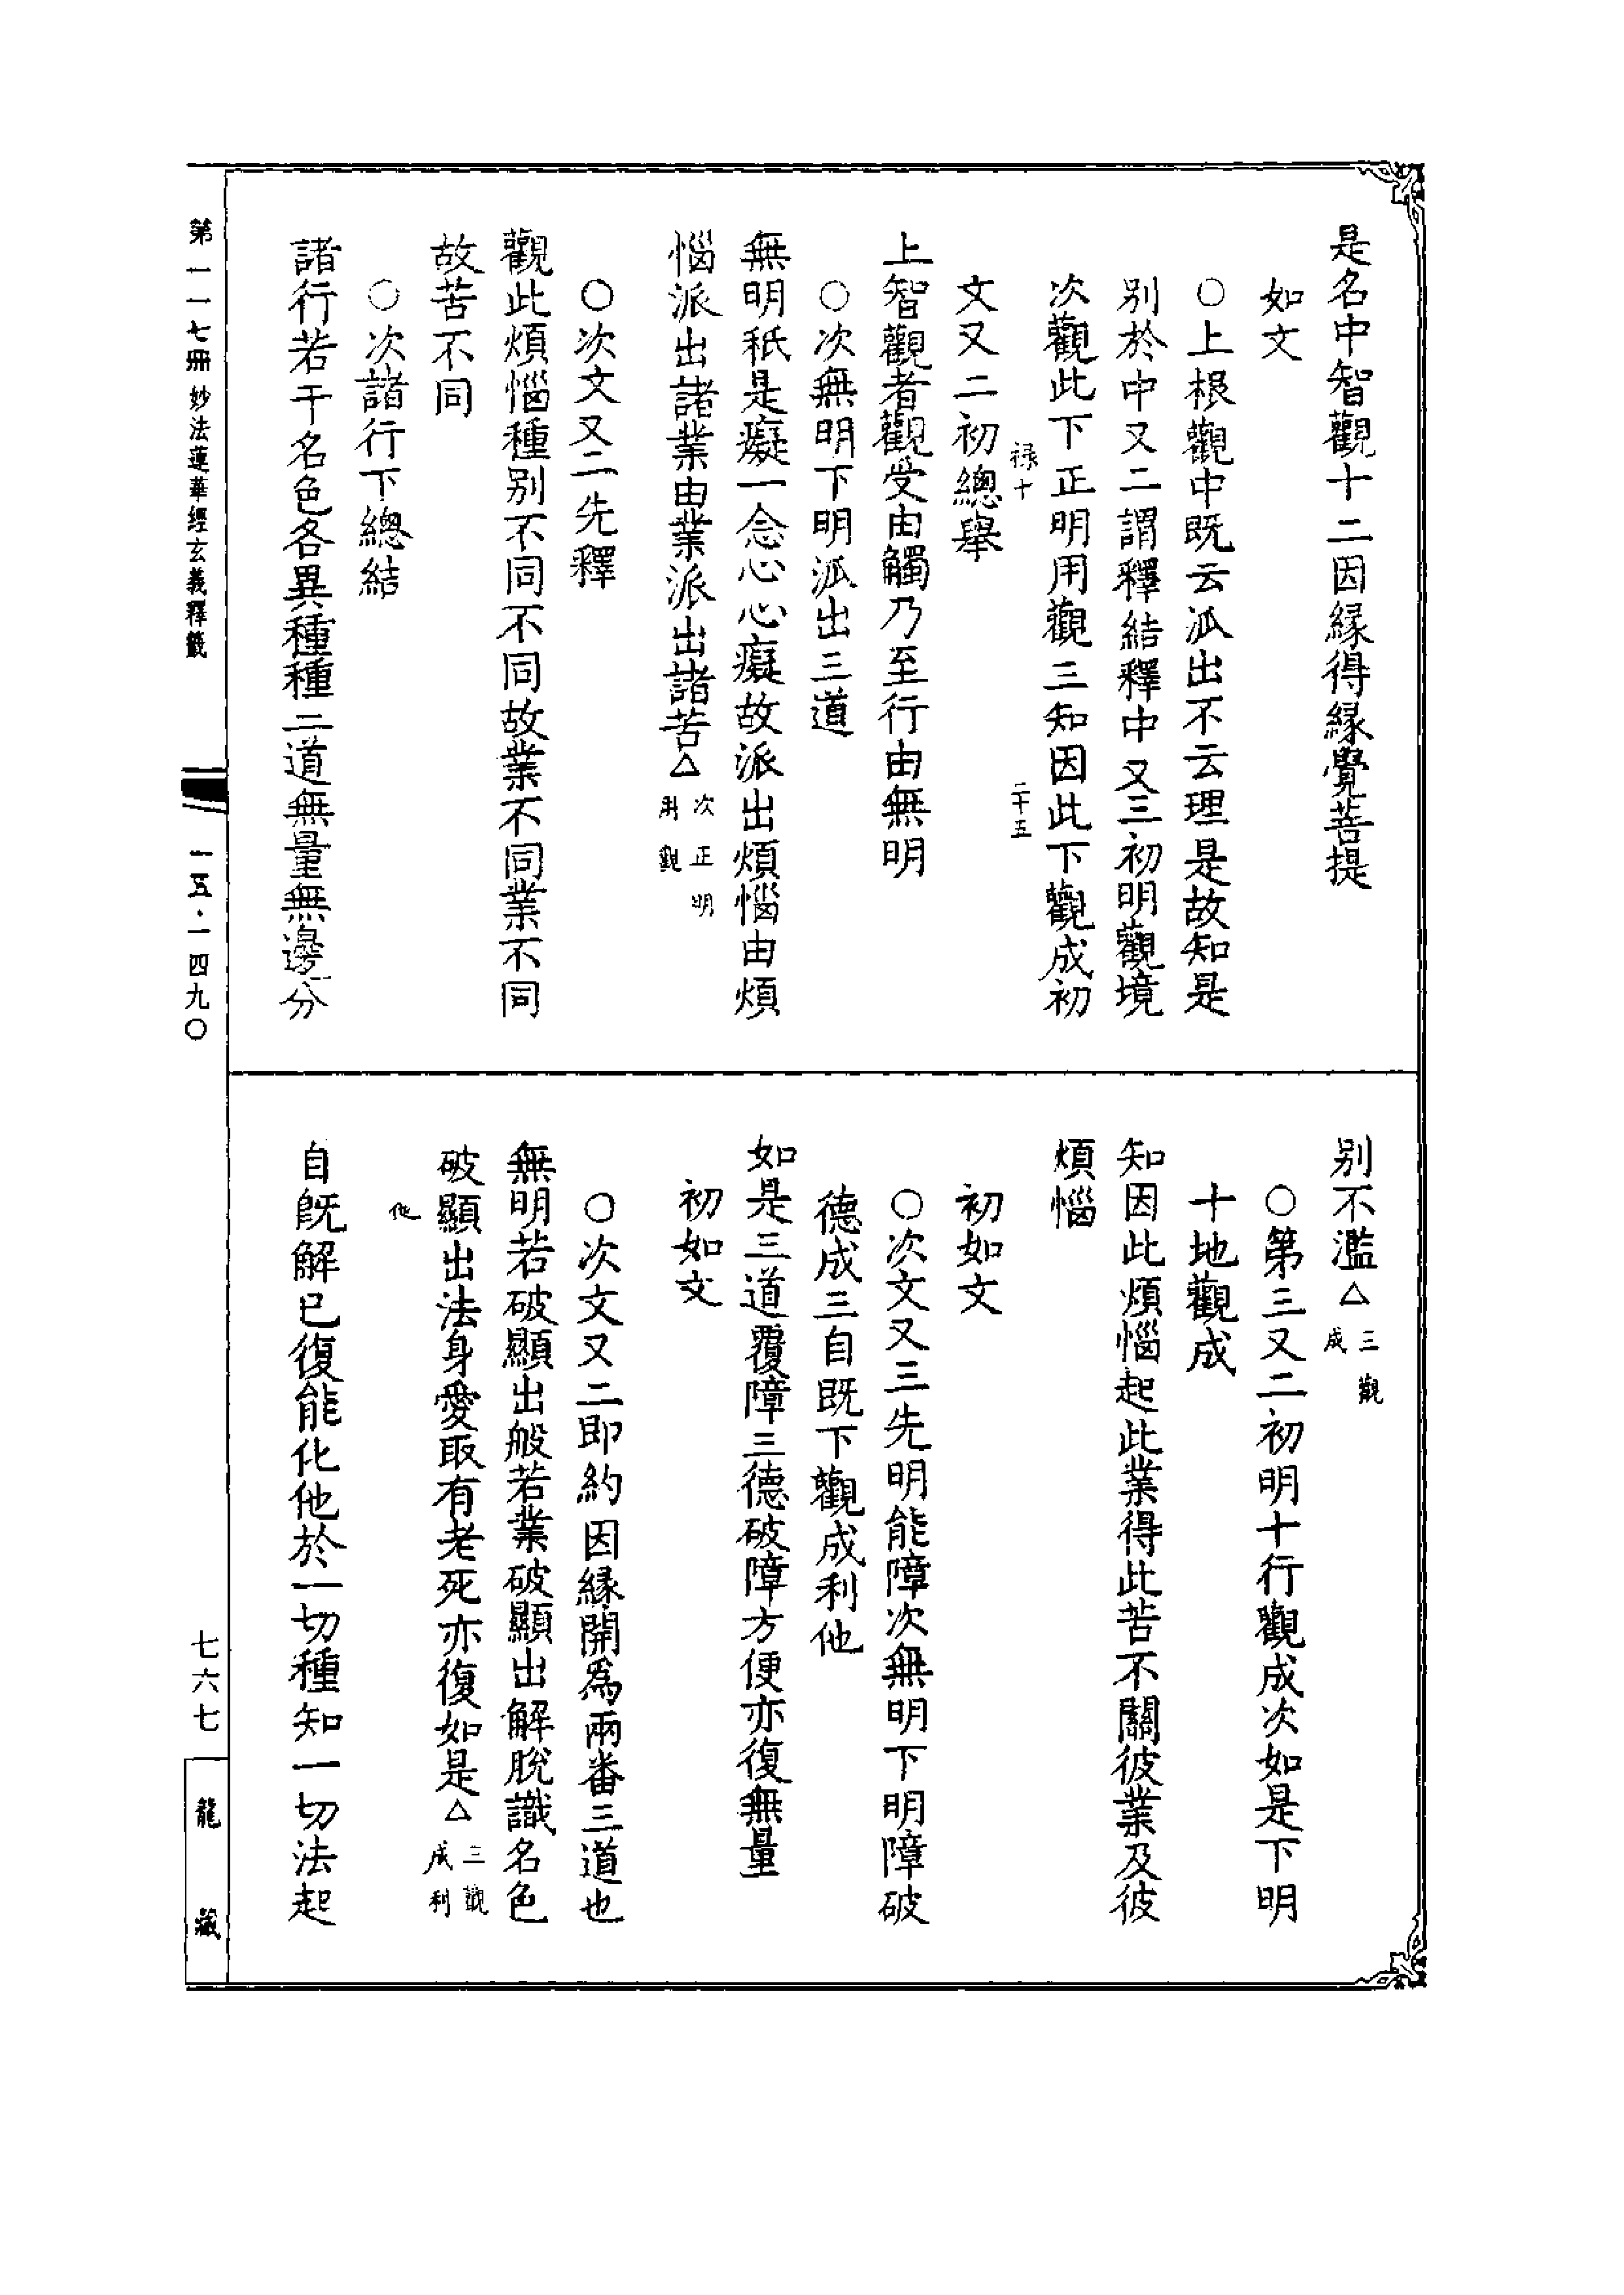 是名中智觀十二因緣得緣覺菩提
如文
○上根觀中既云派出不云理是故知是
別於中又二謂釋結釋中又三初明觀境
次觀此下正明用觀三知因此下觀成初
祿十
二十五
文又二初總舉
上智觀者觀受由觸乃至行由無明
○次無明下明派出三道
無明秖是癡一念心心癡故派出煩惱由煩
惱派出諸業由業派出諸苦△
次正明
用觀
○次文又二先釋
觀此煩惱種別不同不同故業不同業不同
故苦不同
○次諸行下總結
諸行若干名色各異種種三道無量無邊分
別不濫△
三觀
成
○第三又二初明十行觀成次如是下明
十地觀成
知因此煩惱起此業得此苦不關彼業及彼
煩惱
初如文
○次文又三先明能障次無明下明障破
德成三自既下觀成利他
如是三道覆障三德破障方便亦復無量
初如文
○次文又二即約因緣開為兩番三道也
無明若破顯出般若業破顯出解脫識名色
破顯出法身愛取有老死亦復如是△
三觀
成利
他
自既解已復能化他於一切種知一切法起
第一一七冊 妙法蓮華經玄義釋籤
一五·一四九〇
七六七
龍藏